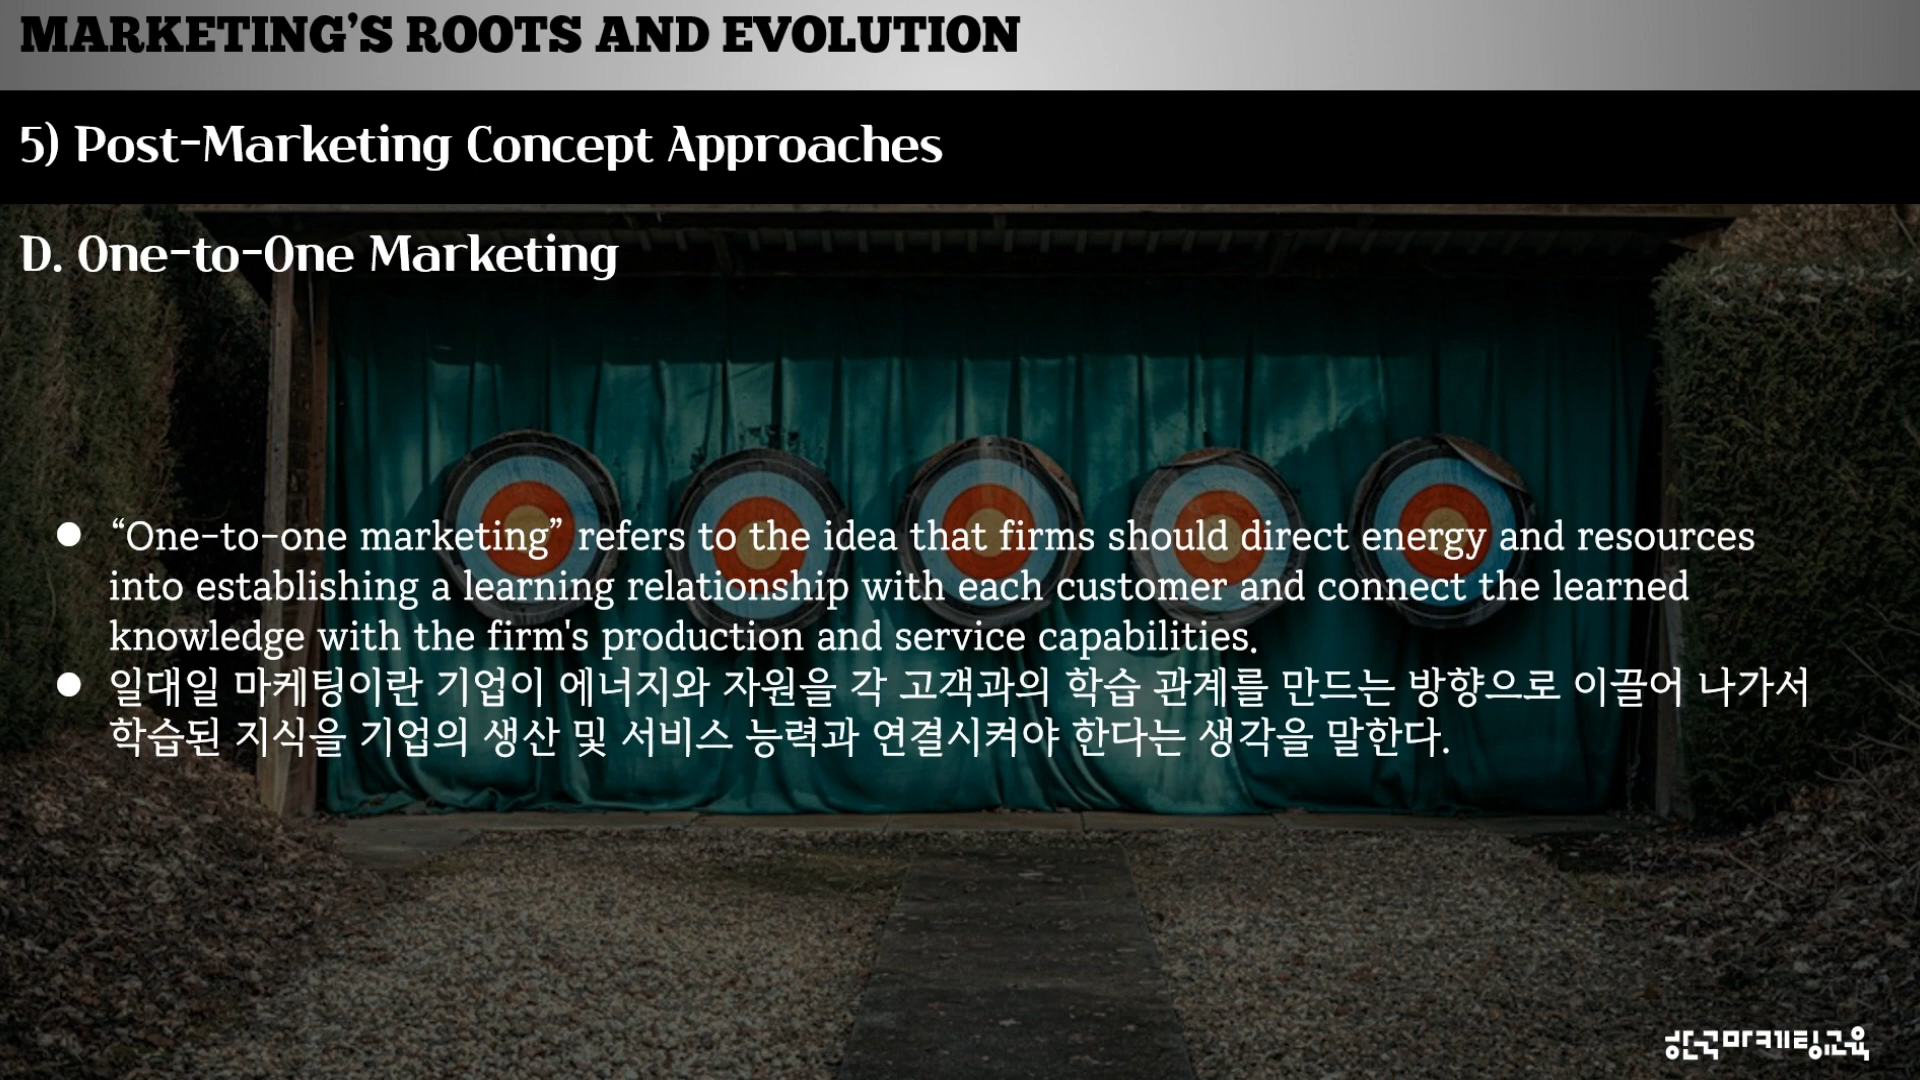 MARKETING’S ROOTS AND EVOLUTION
5) Post-Marketing Concept Approaches
D. One-to-One Marketing
● “One-to-one marketing” refers to the idea that firms should direct energy and resources
into establishing a learning relationship with each customer and connect the learned
knowledge with the firm's production and service capabilities.
● 일대일 마케팅이란 기업이 에너지와 자원을 각 고객과의 학습 관계를 만드는 방향으로 이끌어 나가서
학습된 지식을 기업의 생산 및 서비스 능력과 연결시켜야 한다는 생각을 말한다.
한국마케팅교육